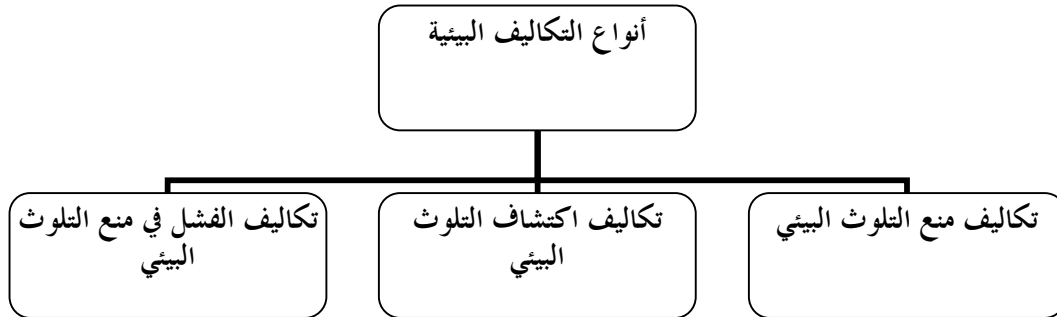 أنواع التكاليف البيئية
تكاليف منع التلوث البيئي
تكاليف اكتشاف التلوث
البيئي
تكاليف الفشل في منع التلوث
البيئي